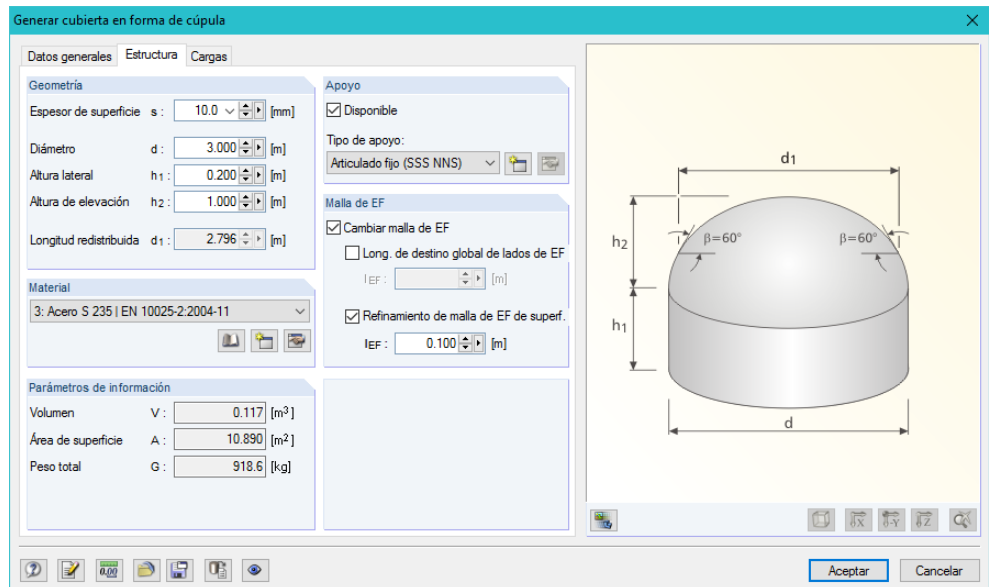 Generar cubierta en forma de cúpula
Datos generales Estructura Cargas
Geometría
Espesor de superficie s : 10.0 [mm]
Diámetro d : 3.000 [m]
Altura lateral h1 : 0.200 [m]
Altura de elevación h2 : 1.000 [m]
Longitud redistribuida d1 : 2.796 [m]
Material
3: Acero S 235 | EN 10025-2:2004-11
Parámetros de información
Volumen V : 0.117 [m3]
Área de superficie A : 10.890 [m2]
Peso total G : 918.6 [kg]
Apoyo
Disponible
Tipo de apoyo:
Articulado fijo (SSS NNS)
Malla de EF
Cambiar malla de EF
Long. de destino global de lados de EF
lEF : [m]
Refinamiento de malla de EF de superf.
lEF : 0.100 [m]
d1
h2
β=60° β=60°
h1
d
0.00
X -Y Z
Aceptar Cancelar